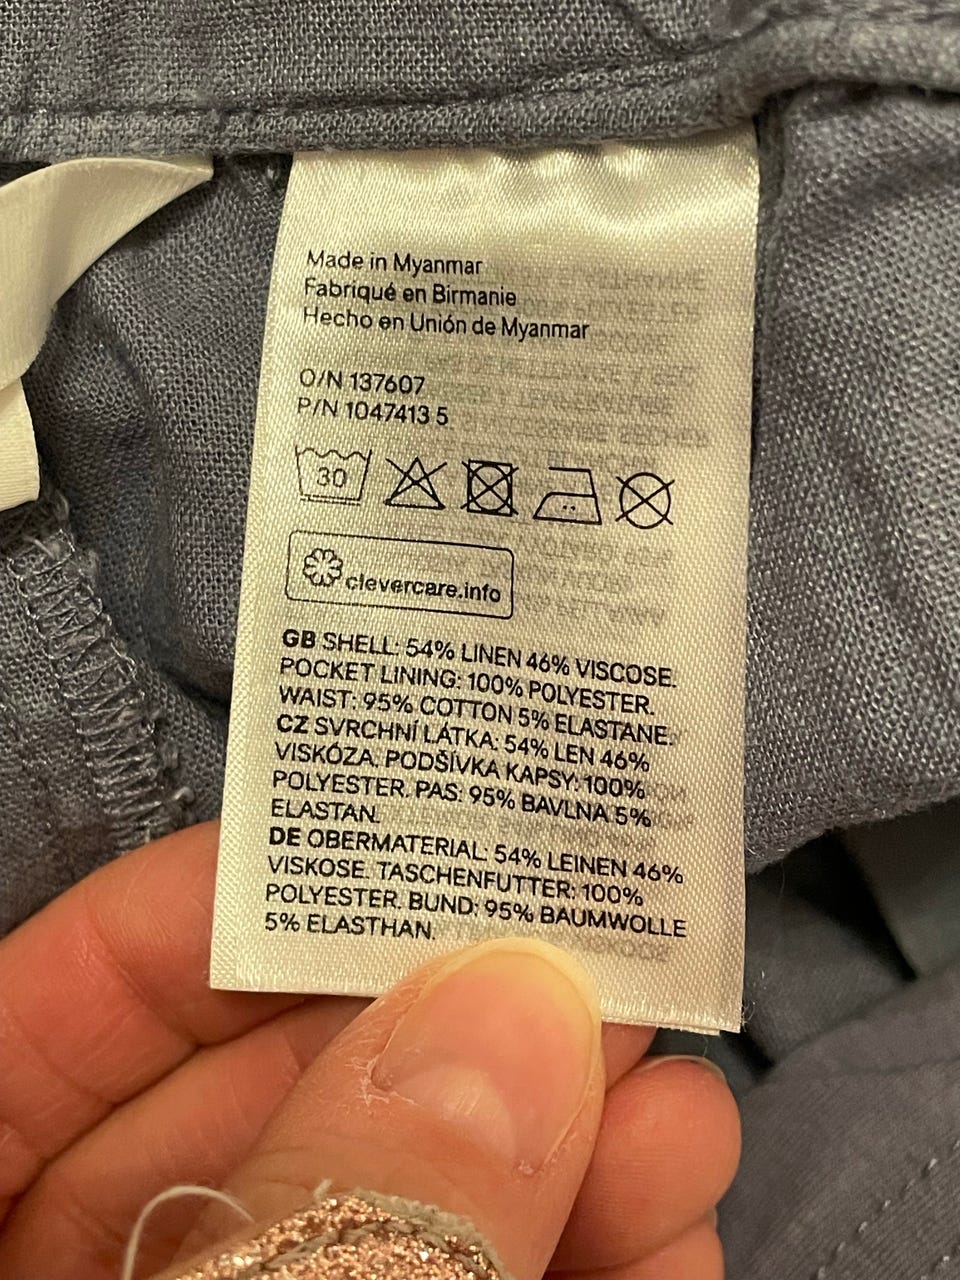 Made in Myanmar
Fabriqué en Birmanie
Hecho en Unión de Myanmar
O/N 137607
P/N 1047413 5
30
clevercare.info
GB SHELL: 54% LINEN 46% VISCOSE.
POCKET LINING: 100% POLYESTER.
WAIST: 95% COTTON 5% ELASTANE.
CZ SVRCHNÍ LÁTKA: 54% LEN 46%
VISKÓZA. PODŠÍVKA KAPSY: 100%
POLYESTER. PAS: 95% BAVLNA 5%
ELASTAN.
DE OBERMATERIAL: 54% LEINEN 46%
VISKOSE. TASCHENFUTTER: 100%
POLYESTER. BUND: 95% BAUMWOLLE
5% ELASTHAN.